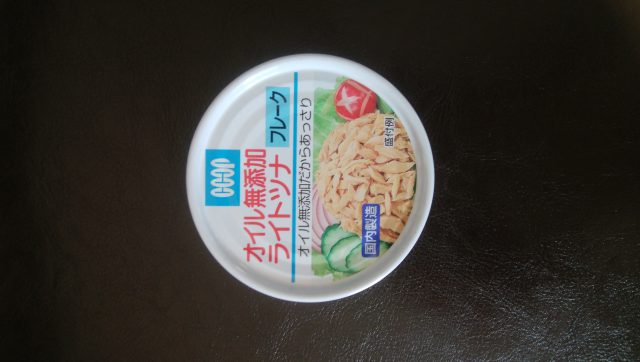 COOP
オイル無添加
ライトツナ フレーク
オイル無添加だからあっさり
国内製造
盛付例